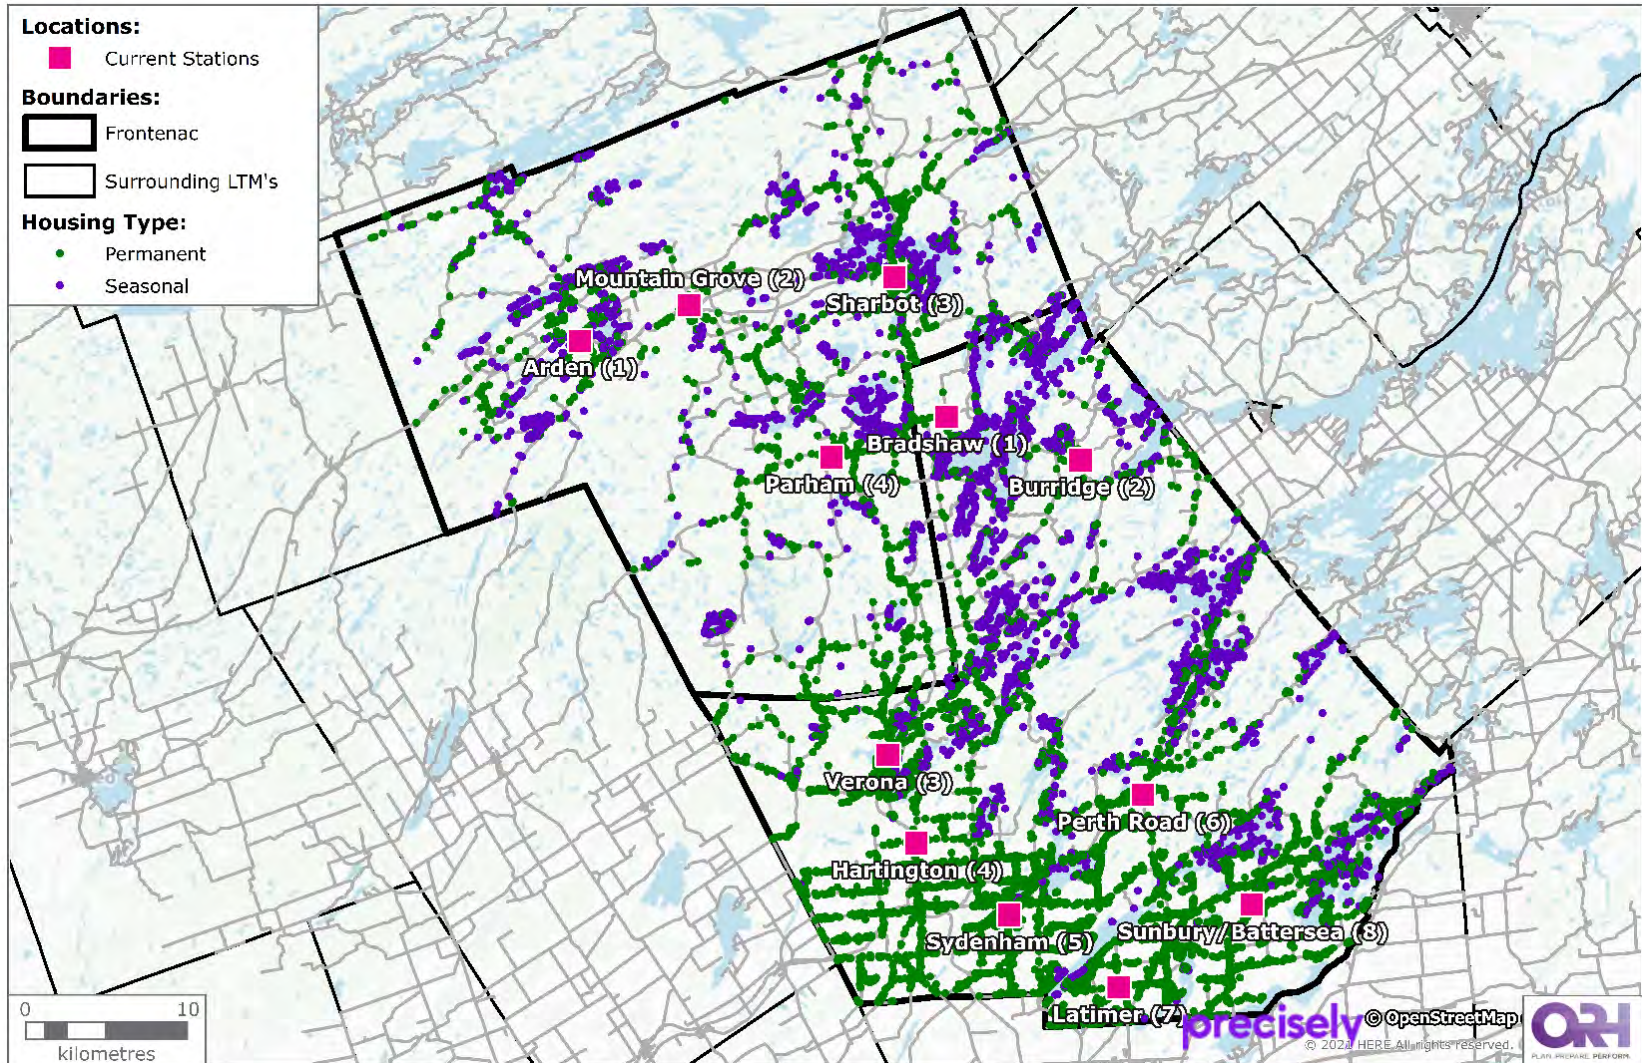 Locations:
Current Stations
Boundaries:
Frontenac
Surrounding LTM's
Housing Type:
Permanent
Seasonal
Mountain Grove (2)
Sharbot (3)
Arden (1)
Bradshaw (1)
Parham (4)
Burridge (2)
Verona (3)
Perth Road (6)
Hartington (4)
Sunbury/Battersea (8)
Sydenham (5)
Latimer (7)
0 10
kilometres
precisely © OpenStreetMap
© 2021 HERE All rights reserved.
ORH
PLAN. PREPARE. PERFORM